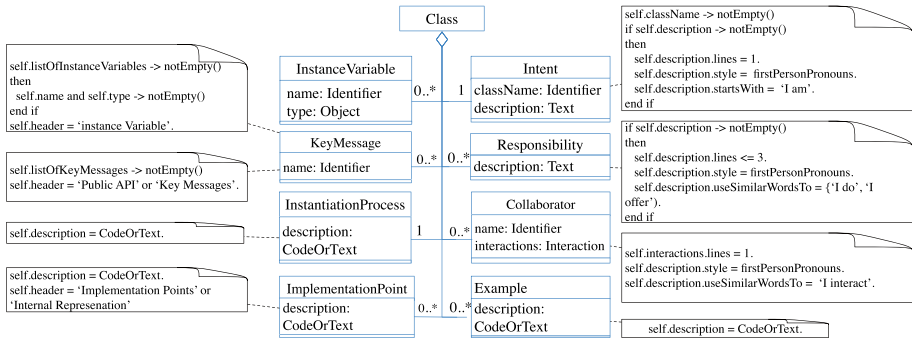 Class
self.listOfInstanceVariables -> notEmpty()
then
self.name and self.type -> notEmpty()
end if
self.header = ‘instance Variable’.
InstanceVariable
name: Identifier
type: Object
0..*
1
Intent
className: Identifier
description: Text
self.className -> notEmpty()
if self.description -> notEmpty()
then
self.description.lines = 1.
self.description.style = firstPersonPronouns.
self.description.startsWith = ‘I am’.
end if
self.listOfKeyMessages -> notEmpty()
self.header = ‘Public API’ or ‘Key Messages’.
KeyMessage
name: Identifier
0..*
0..*
Responsibility
description: Text
if self.description -> notEmpty()
then
self.description.lines <= 3.
self.description.style = firstPersonPronouns.
self.description.useSimilarWordsTo = {‘I do’, ‘I
offer’).
end if
self.description = CodeOrText.
InstantiationProcess
description:
CodeOrText
1
0..*
Collaborator
name: Identifier
interactions: Interaction
self.interactions.lines = 1.
self.description.style = firstPersonPronouns.
self.description.useSimilarWordsTo = ‘I interact’.
self.description = CodeOrText.
self.header = ‘Implementation Points’ or
‘Internal Represenation’
ImplementationPoint
description:
CodeOrText
0..*
0..*
Example
description:
CodeOrText
self.description = CodeOrText.